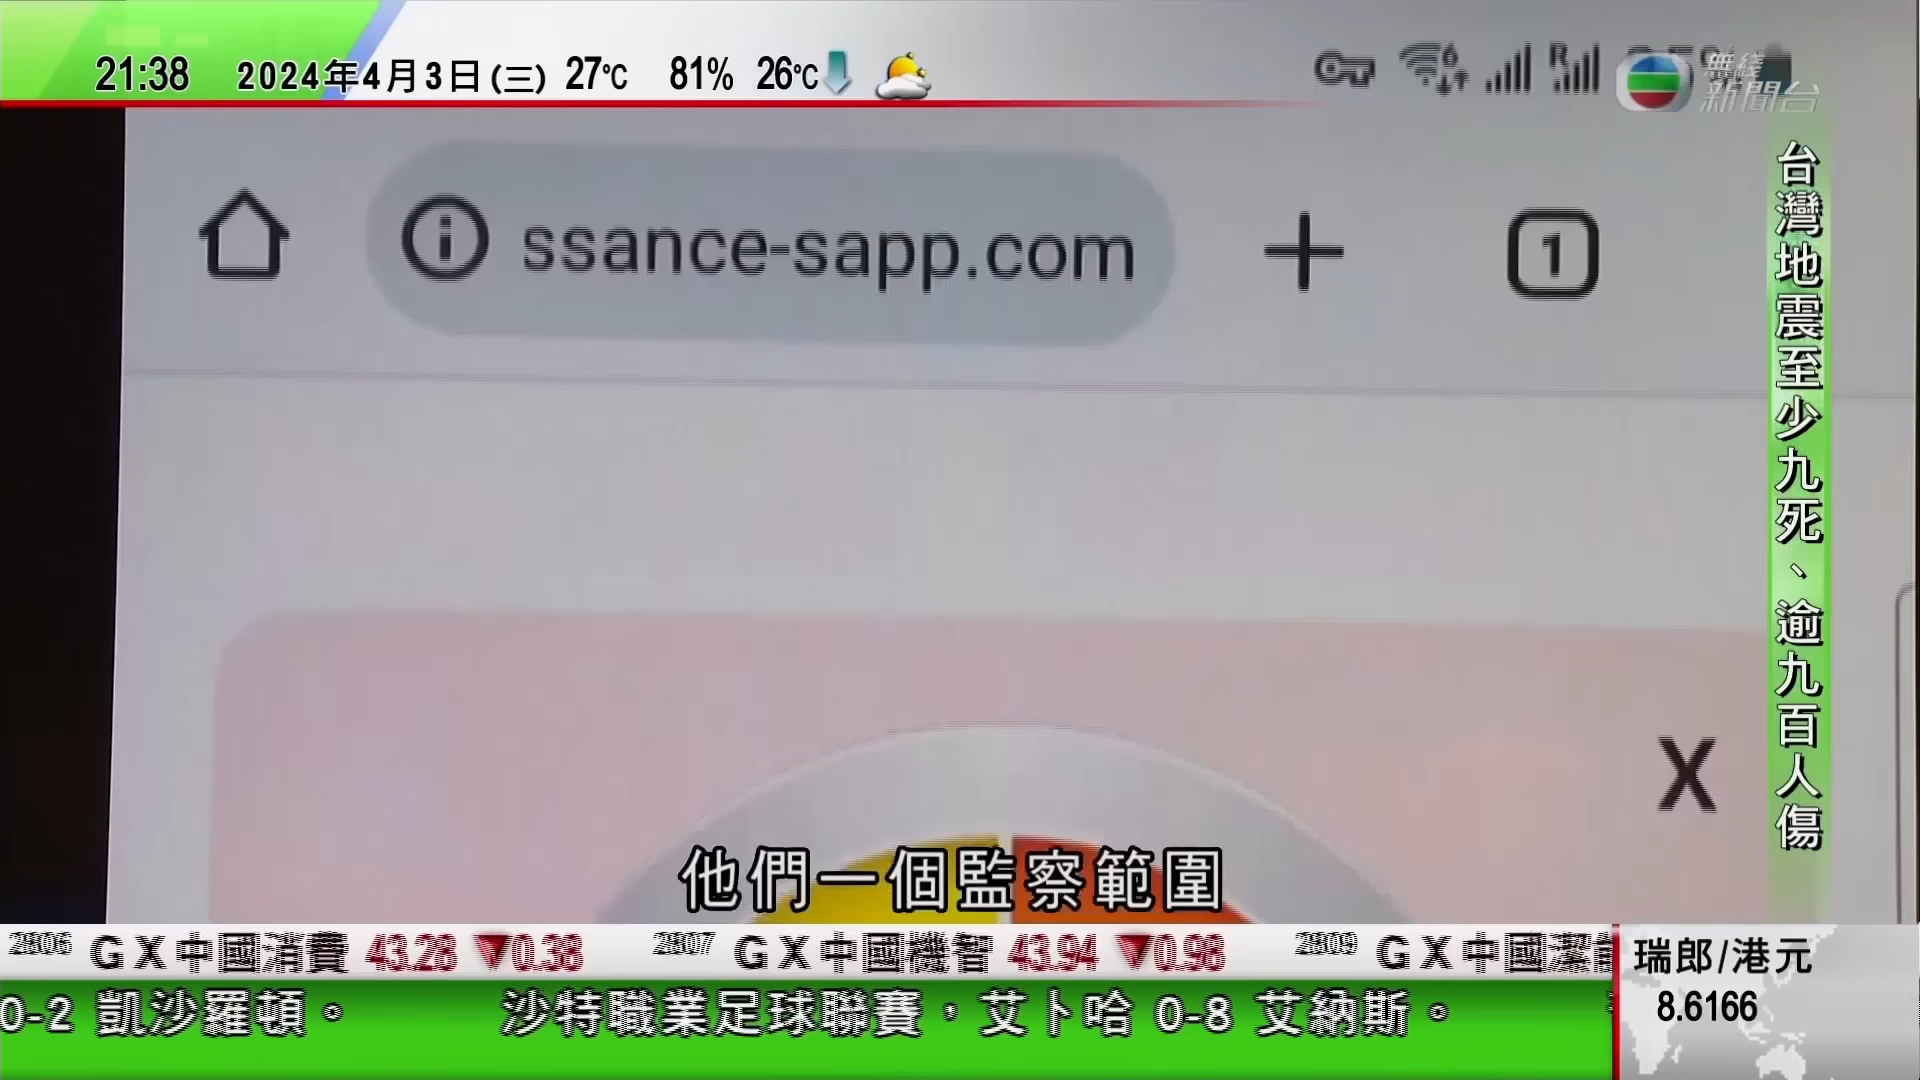 21:38 2024年4月3日(三) 27℃ 81% 26℃
無綫
新聞台
ssance-sapp.com
1
台灣地震至少九死、逾九百人傷
X
他們一個監察範圍
2806 GX中國消費 43.28 ▼0.38 2807 GX中國機智 43.94 ▼0.98 2809 GX中國潔
瑞郎/港元
8.6166
0-2 凱沙羅頓。 沙特職業足球聯賽，艾卜哈 0-8 艾納斯。